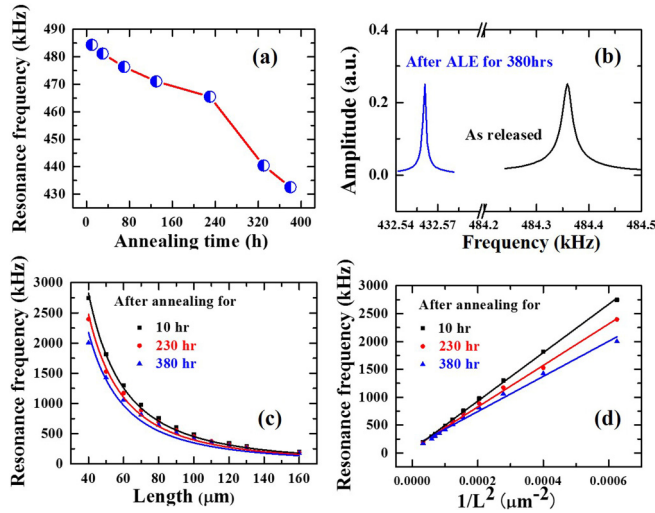 Resonance frequency (kHz)
490
480
470
460
450
440
430
(a)
0 80 160 240 320 400
Annealing time (h)
Amplitude (a.u.)
0.4
0.2
0.0
(b)
After ALE for 380hrs
As released
432.54 432.57 484.2 484.3 484.4 484.5
Frequency (kHz)
Resonance frequency (kHz)
3000
2500
2000
1500
1000
500
0
After annealing for
10 hr
230 hr
380 hr
(c)
40 60 80 100 120 140 160
Length (μm)
Resonance frequency (kHz)
3000
2500
2000
1500
1000
500
0
After annealing for
10 hr
230 hr
380 hr
(d)
0.0000 0.0002 0.0004 0.0006
1/L² (μm⁻²)